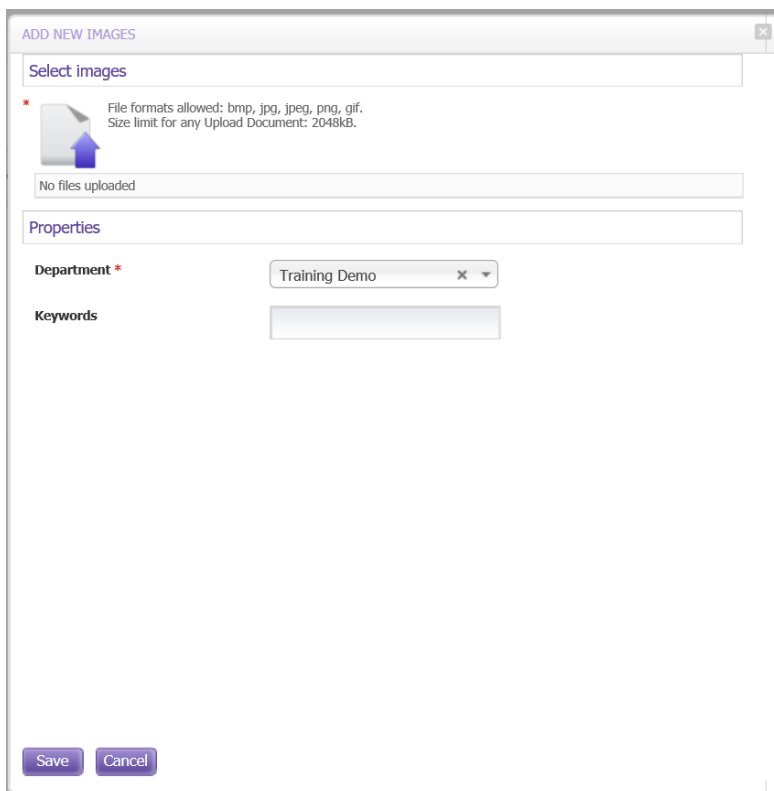 ADD NEW IMAGES
Select images
*
File formats allowed: bmp, jpg, jpeg, png, gif.
Size limit for any Upload Document: 2048kB.
No files uploaded
Properties
Department *
Training Demo
Keywords
Save
Cancel